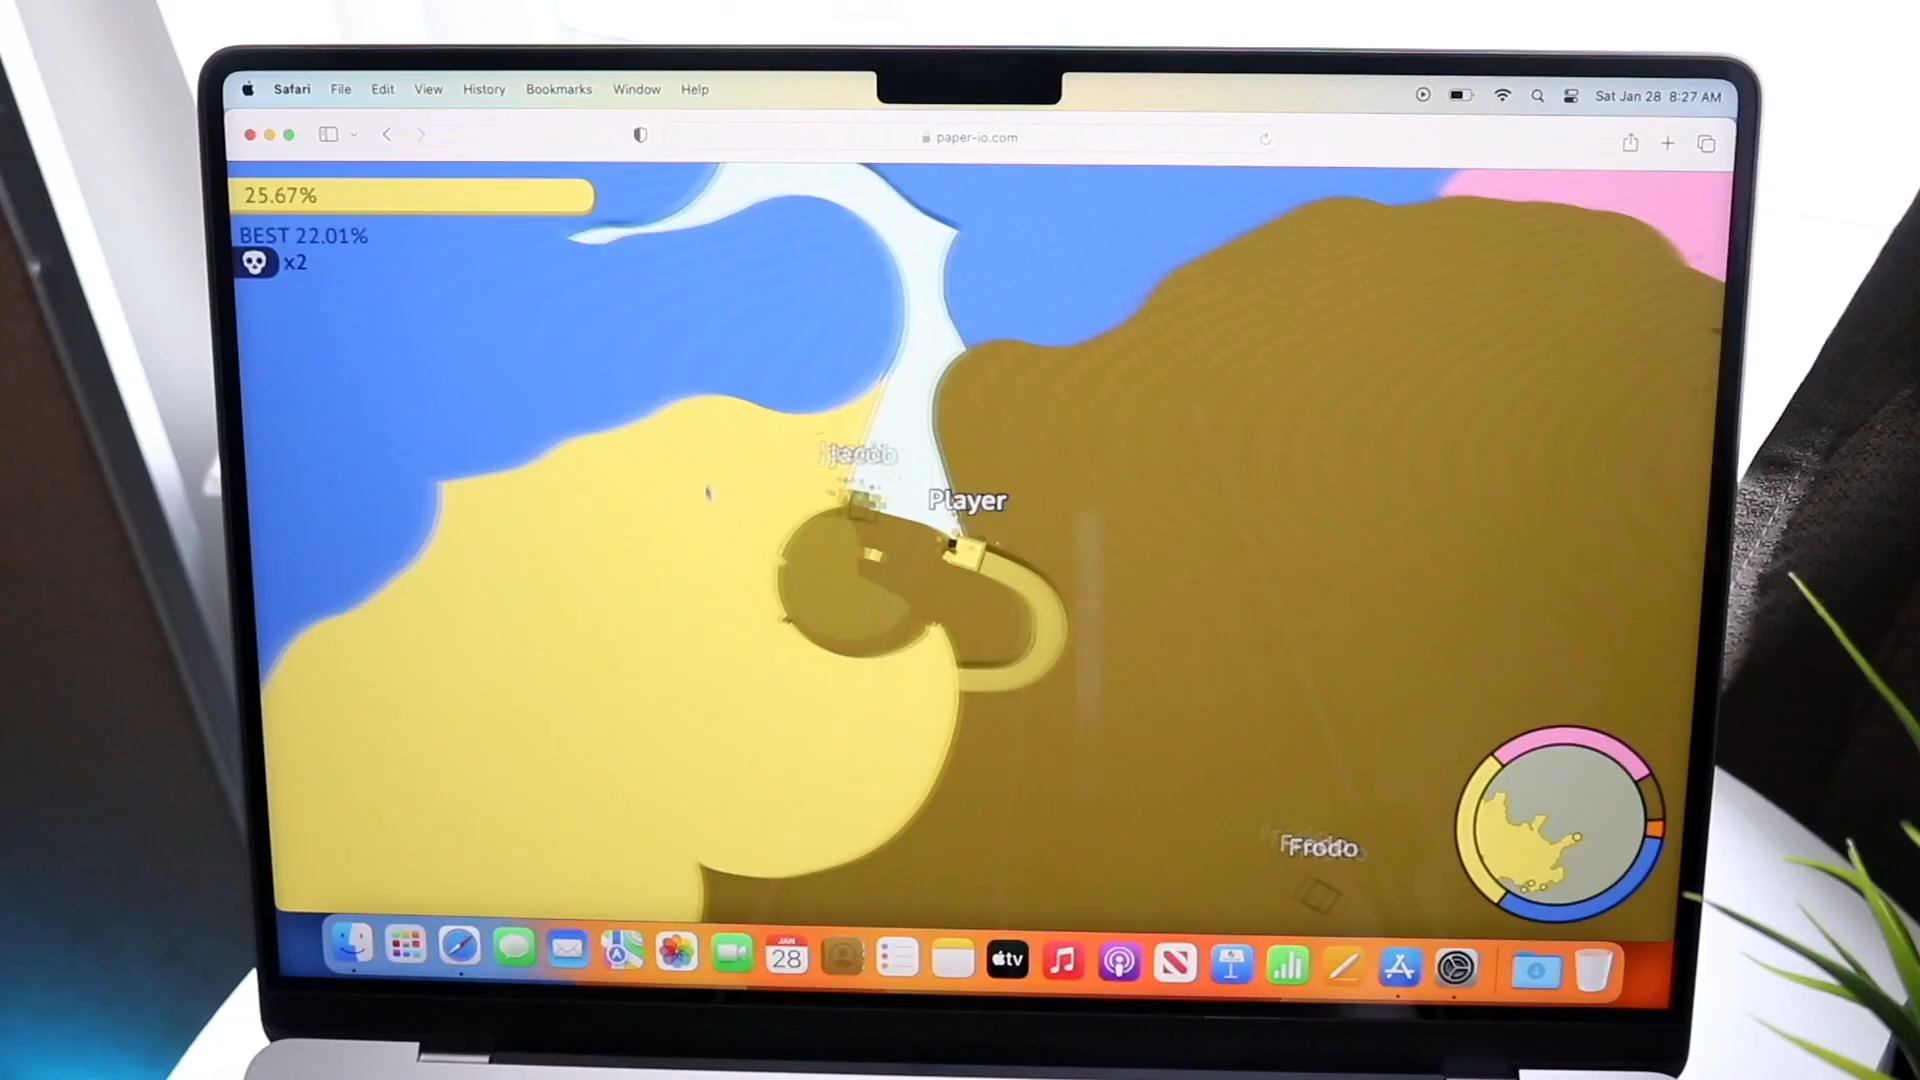 Safari File Edit View History Bookmarks Window Help
Sat Jan 28 8:27 AM
paper-io.com
25.67%
BEST 22.01%
x2
Jacob
Player
Frodo
JAN
28
tv